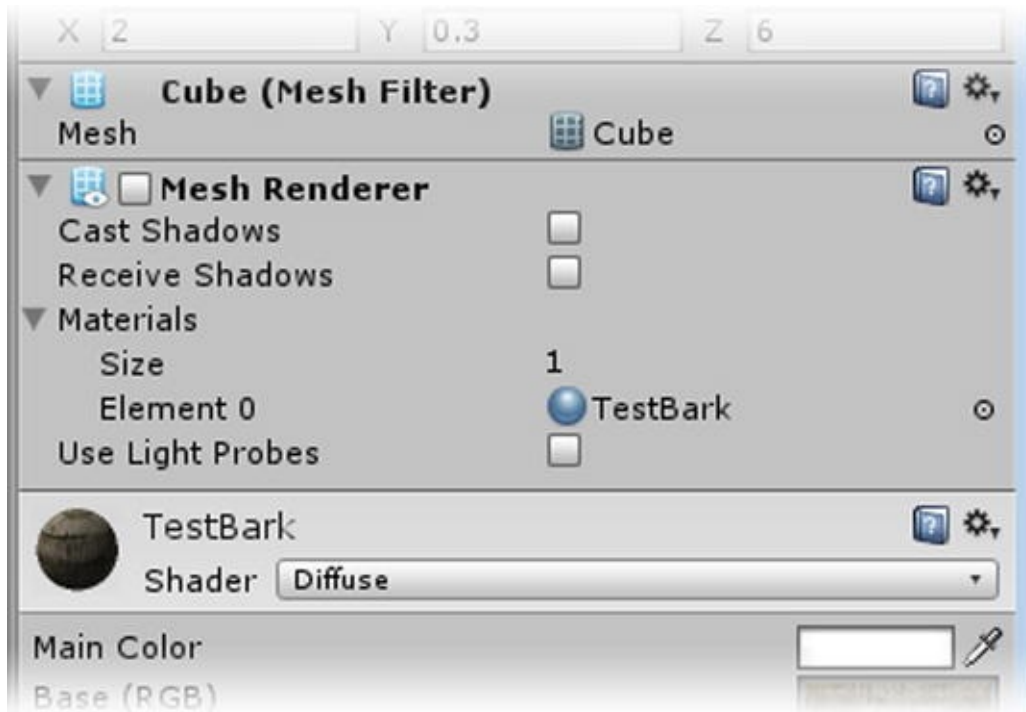 X 2 Y 0.3 Z 6
Cube (Mesh Filter)
Mesh Cube
Mesh Renderer
Cast Shadows
Receive Shadows
Materials
Size 1
Element 0 TestBark
Use Light Probes
TestBark
Shader Diffuse
Main Color
Base (RGB)